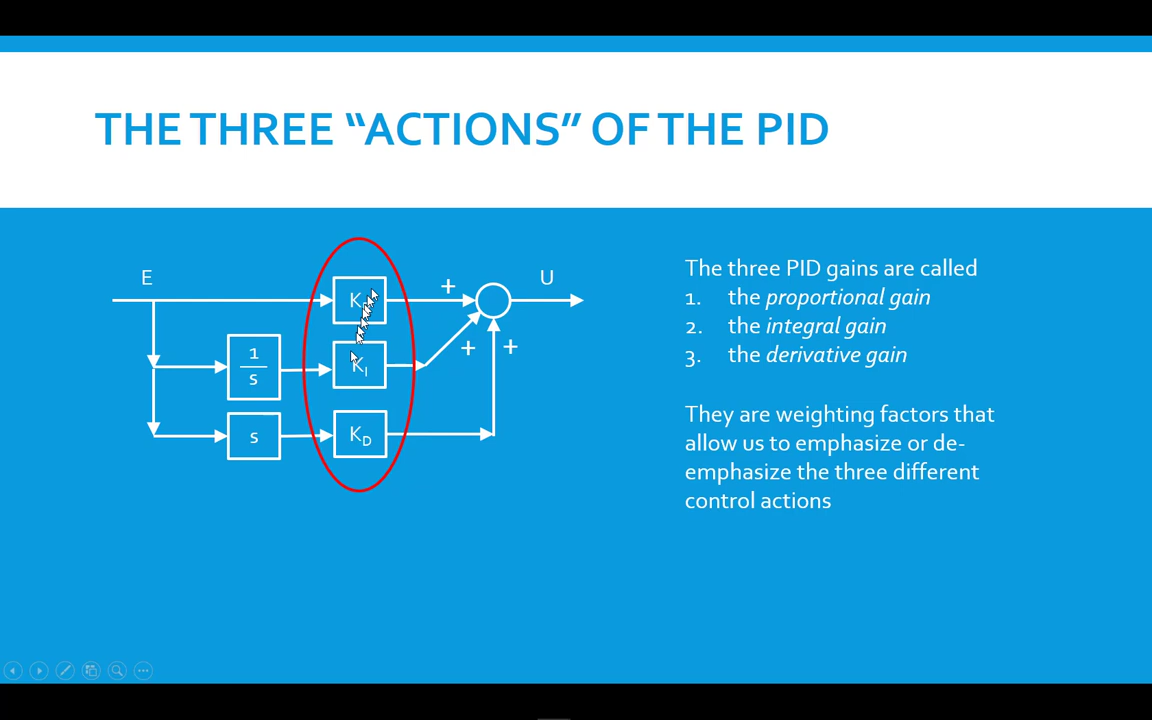 THE THREE “ACTIONS” OF THE PID
E
K
+
U
The three PID gains are called
1. the proportional gain
2. the integral gain
3. the derivative gain
1
s
K_I
+
+
s
K_D
They are weighting factors that
allow us to emphasize or de-
emphasize the three different
control actions